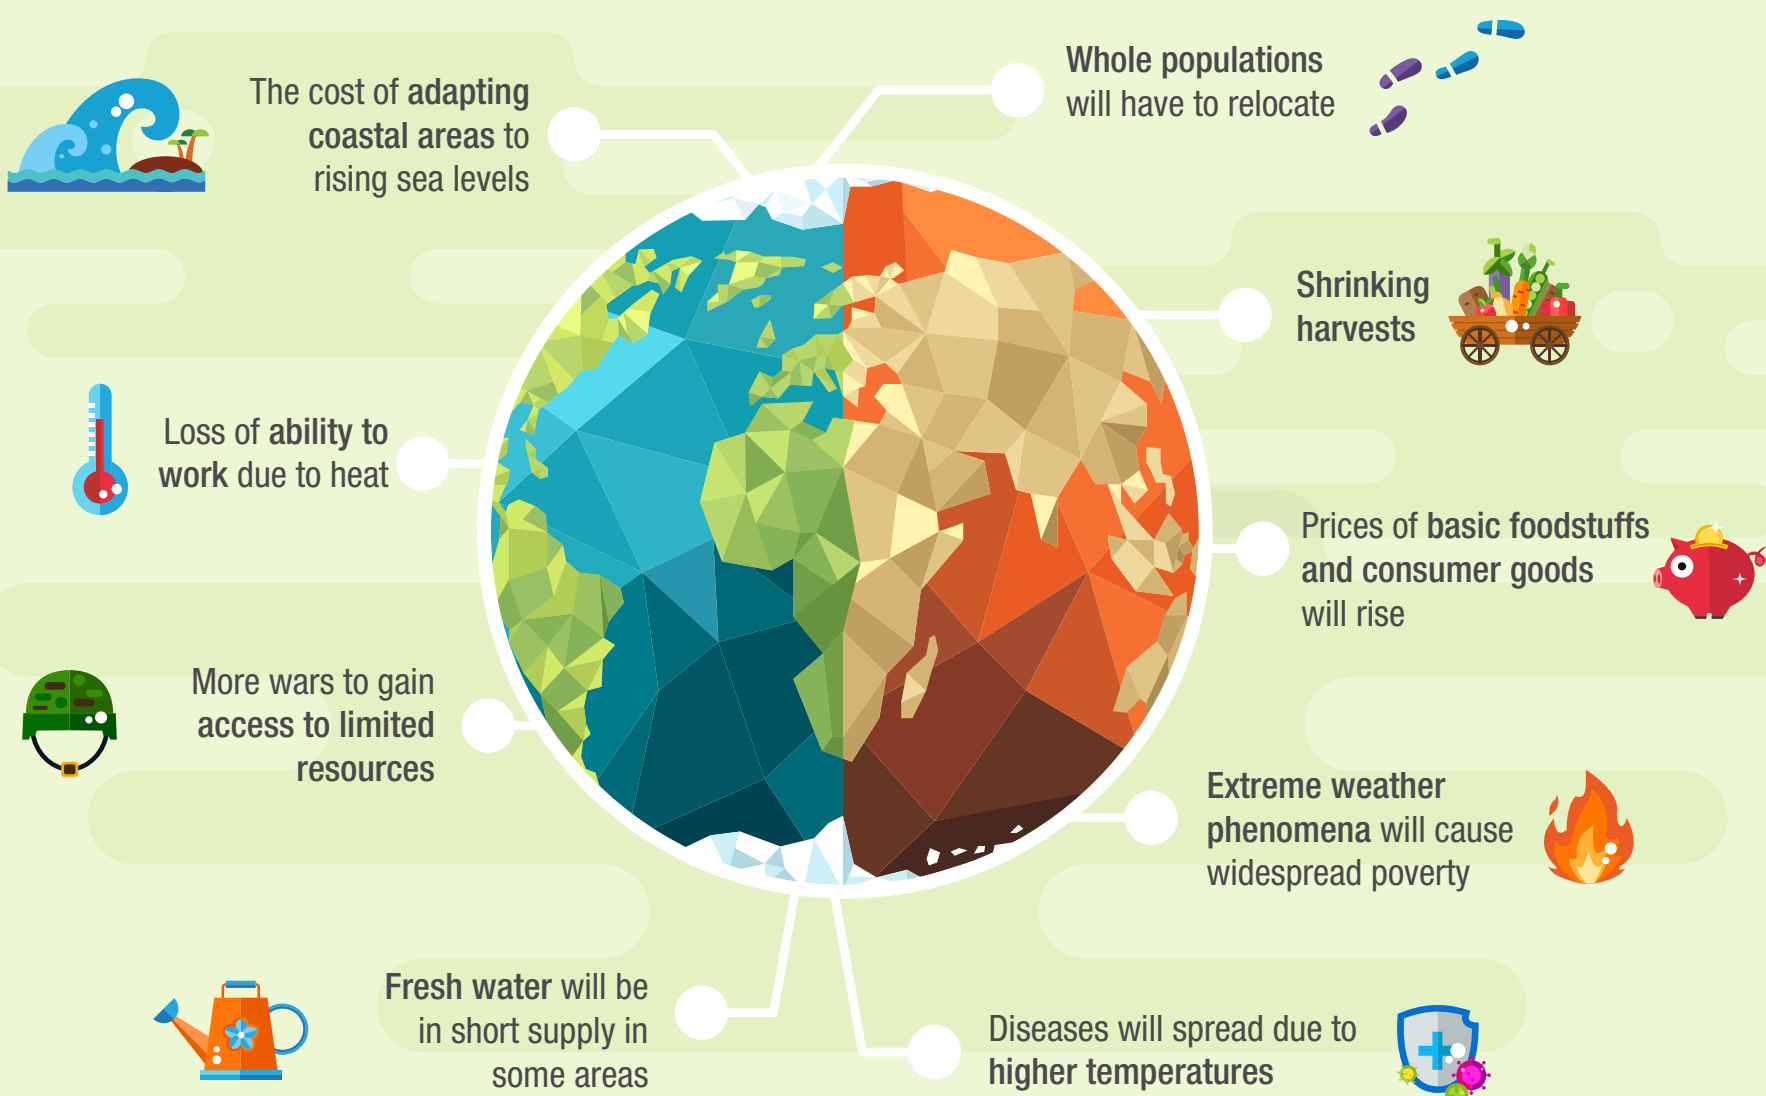 The cost of adapting
coastal areas to
rising sea levels
Whole populations
will have to relocate
Shrinking
harvests
Loss of ability to
work due to heat
Prices of basic foodstuffs
and consumer goods
will rise
More wars to gain
access to limited
resources
Extreme weather
phenomena will cause
widespread poverty
Fresh water will be
in short supply in
some areas
Diseases will spread due to
higher temperatures